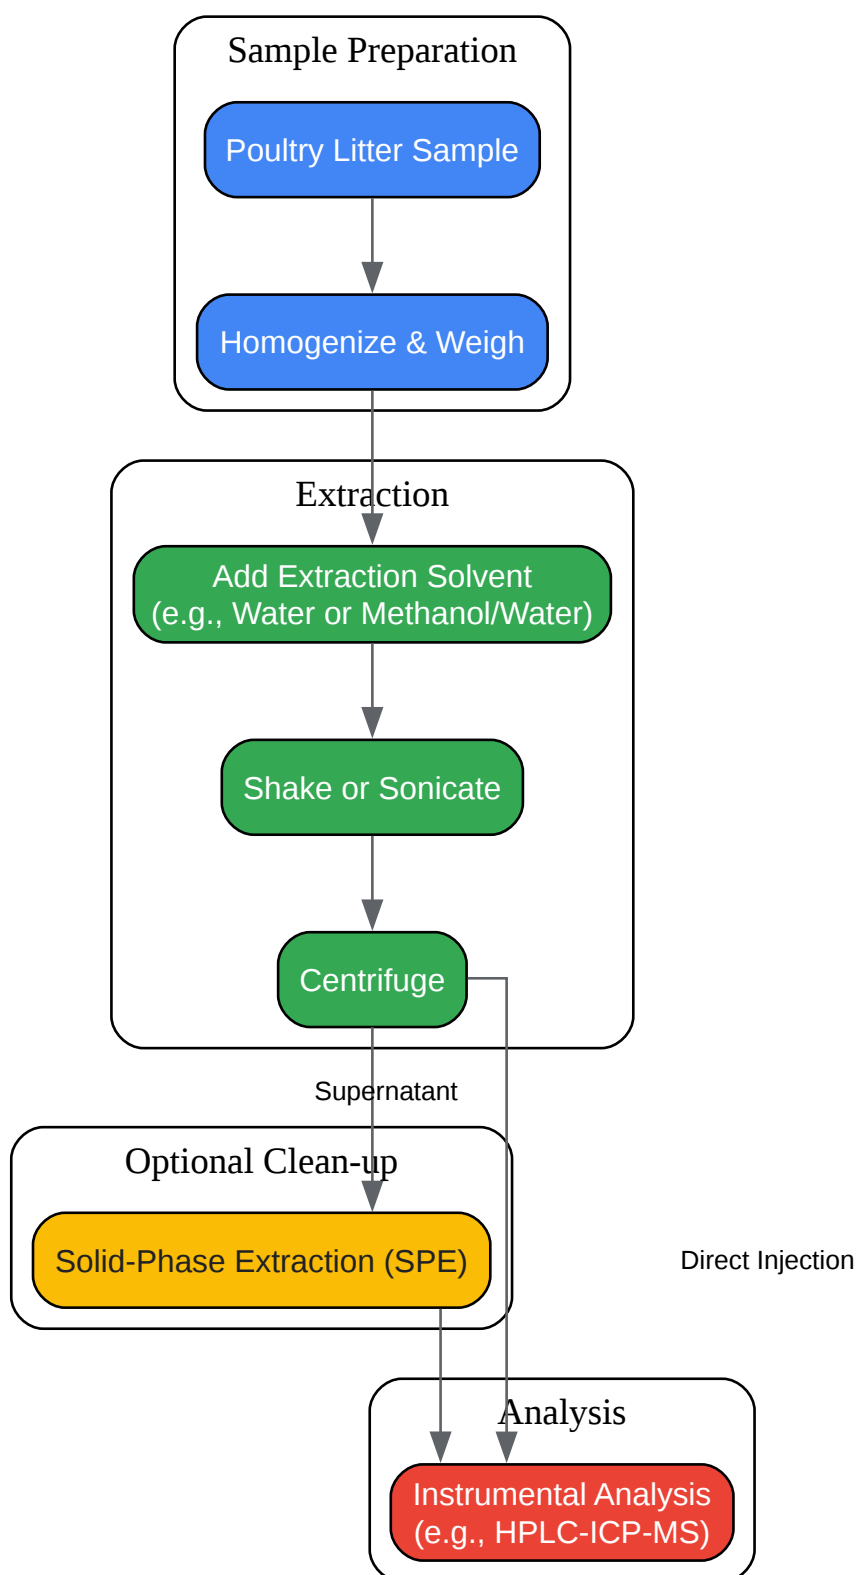 Sample Preparation
Poultry Litter Sample
Homogenize & Weigh
Extraction
Add Extraction Solvent
(e.g., Water or Methanol/Water)
Shake or Sonicate
Centrifuge
Supernatant
Optional Clean-up
Solid-Phase Extraction (SPE)
Direct Injection
Analysis
Instrumental Analysis
(e.g., HPLC-ICP-MS)